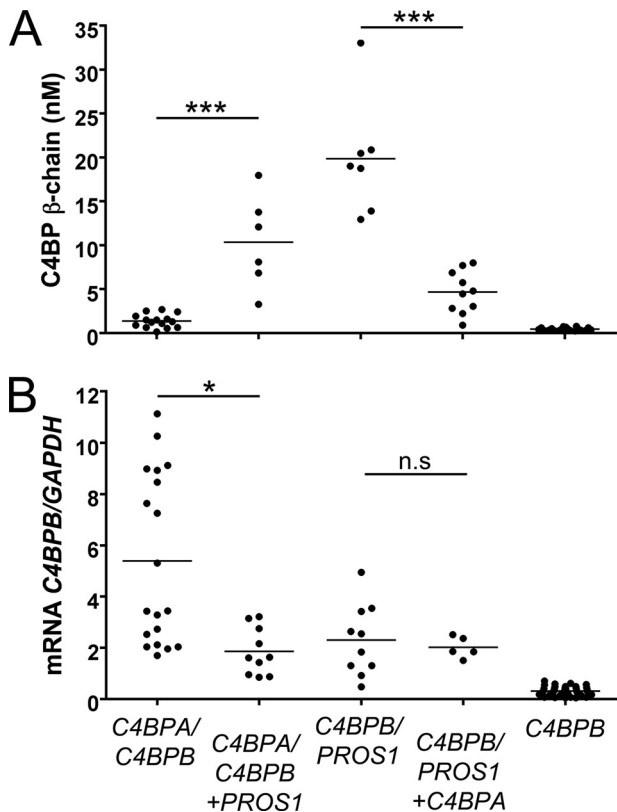 A
C4BP β-chain (nM)
35
30
25
20
15
10
5
0
***
***
B
mRNA C4BPB/GAPDH
12
10
8
6
4
2
0
*
n.s
C4BPA/
C4BPB
C4BPA/
C4BPB
+PROS1
C4BPB/
PROS1
C4BPB/
PROS1
+C4BPA
C4BPB